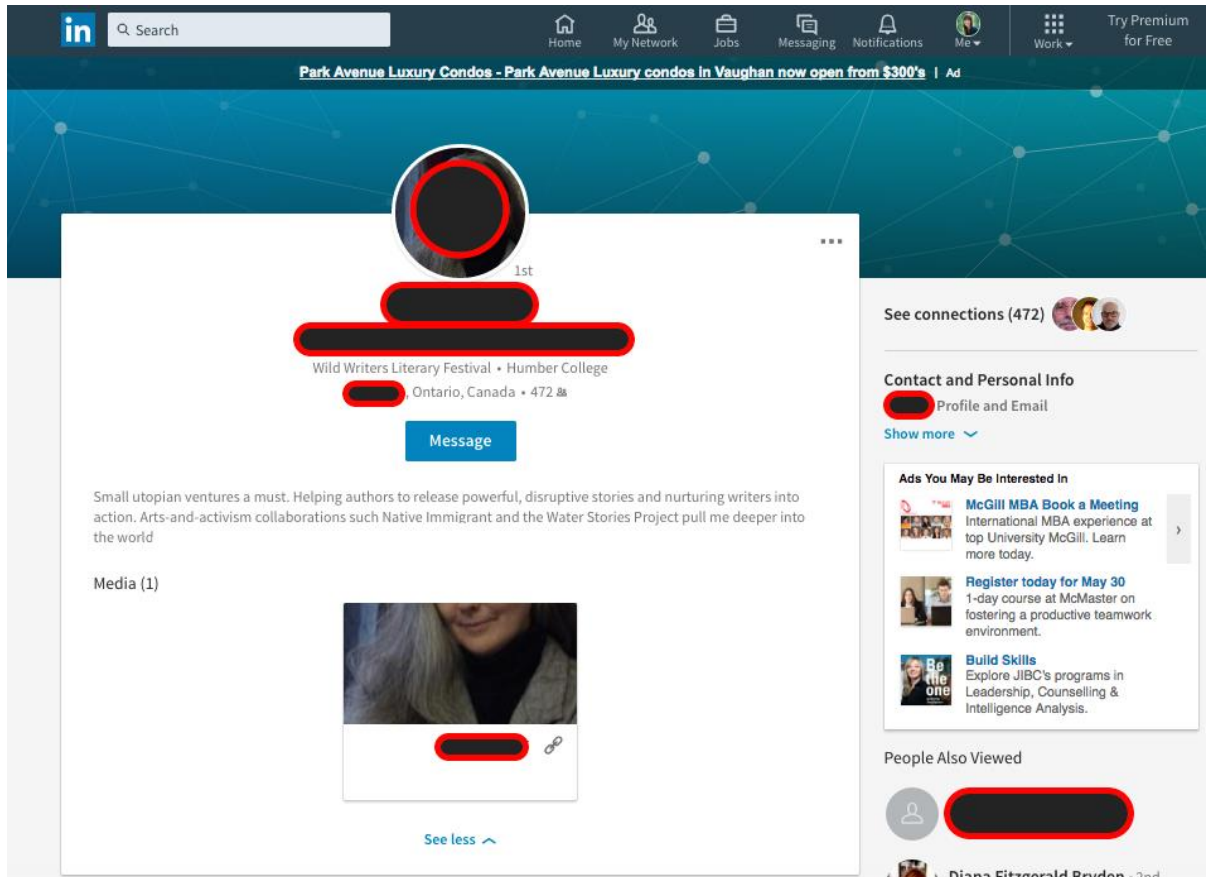 in
Search
Home
My Network
Jobs
Messaging
Notifications
Me
Work
Try Premium
for Free
Park Avenue Luxury Condos - Park Avenue Luxury condos in Vaughan now open from $300's | Ad
1st
Wild Writers Literary Festival • Humber College
, Ontario, Canada • 472
Message
Small utopian ventures a must. Helping authors to release powerful, disruptive stories and nurturing writers into
action. Arts-and-activism collaborations such Native Immigrant and the Water Stories Project pull me deeper into
the world
Media (1)
See less
See connections (472)
Contact and Personal Info
Profile and Email
Show more
Ads You May Be Interested In
McGill MBA Book a Meeting
International MBA experience at
top University McGill. Learn
more today.
Register today for May 30
1-day course at McMaster on
fostering a productive teamwork
environment.
Be
the
one
Build Skills
Explore JIBC's programs in
Leadership, Counselling &
Intelligence Analysis.
People Also Viewed
Diana Fitzgerald Bryden · 2nd